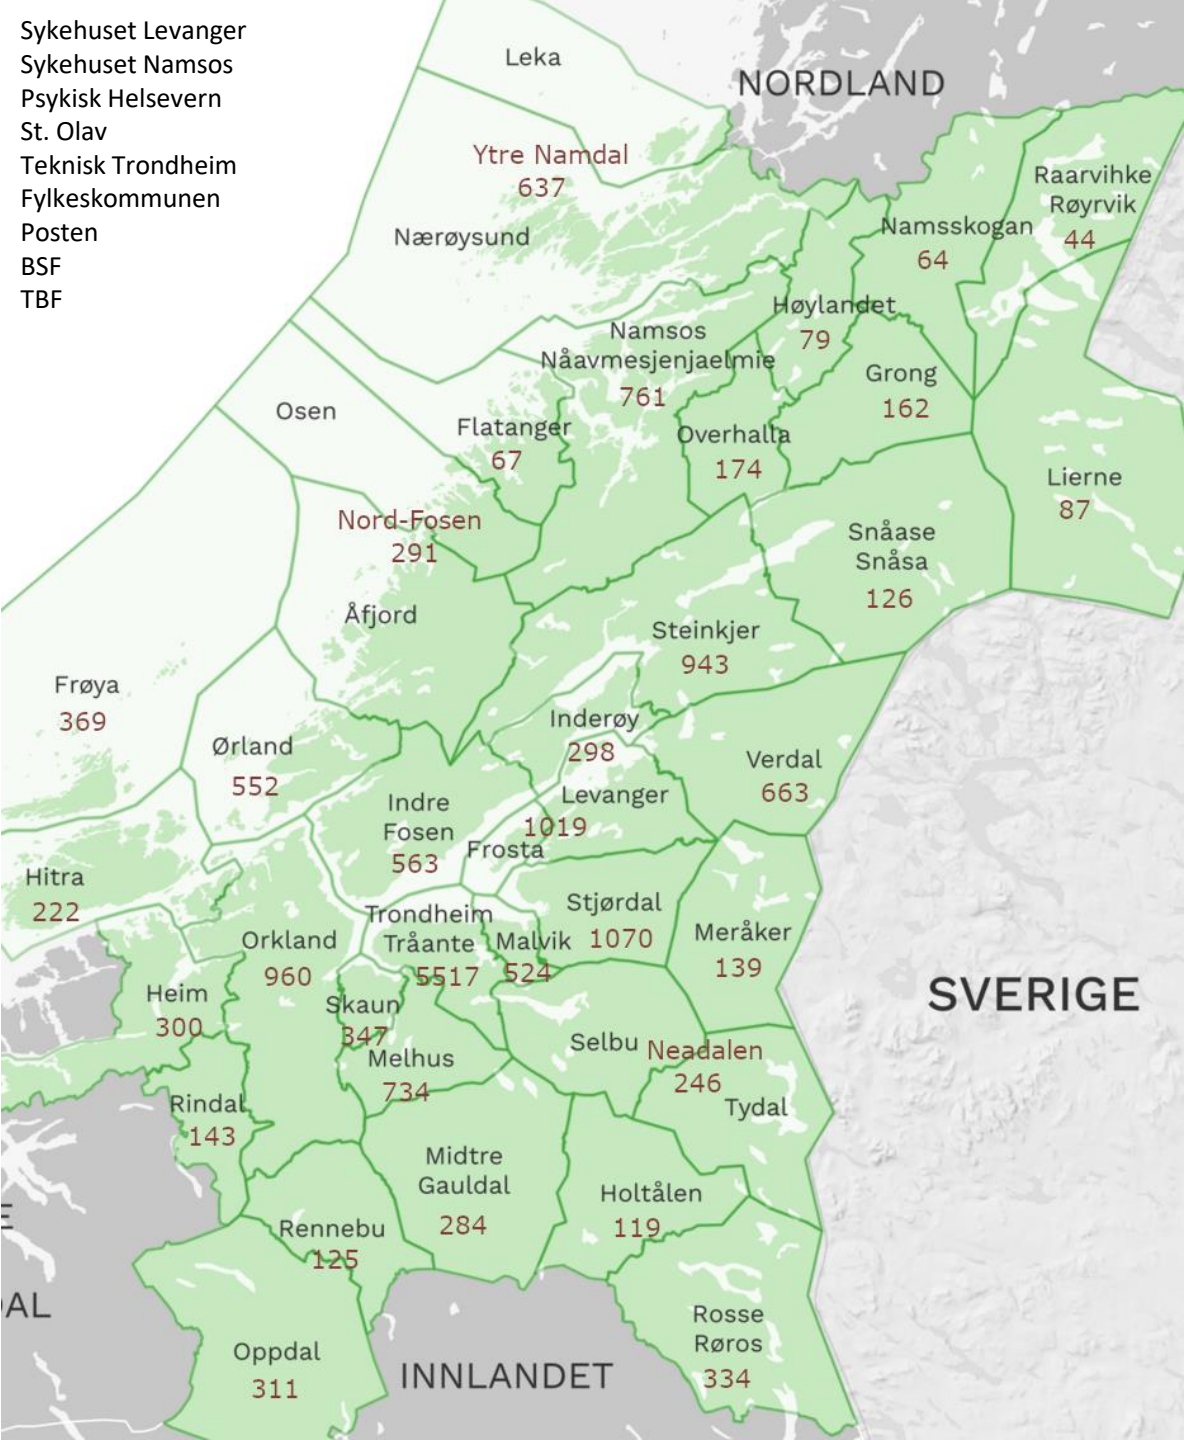 Sykehuset Levanger
Sykehuset Namsos
Psykisk Helsevern
St. Olav
Teknisk Trondheim
Fylkeskommunen
Posten
BSF
TBF
Leka
NORDLAND
Ytre Namdal
637
Nærøysund
Raarvihke
Røyrvik
44
Namsskogan
64
Høylandet
79
Namsos
Nåavmesjenjaelmie
761
Grong
162
Osen
Flatanger
67
Overhalla
174
Lierne
87
Nord-Fosen
291
Snåase
Snåsa
126
Åfjord
Steinkjer
943
Frøya
369
Inderøy
298
Ørland
552
Verdal
663
Levanger
1019
Indre
Fosen
563
Frosta
Hitra
222
Stjørdal
1070
Trondheim
Tråante
5517
Malvik
524
Meråker
139
Orkland
960
Heim
300
Skaun
347
SVERIGE
Selbu
Neadalen
246
Melhus
734
Tydal
Rindal
143
Midtre
Gauldal
284
Holtålen
119
E
Rennebu
125
DAL
Rosse
Røros
334
Oppdal
311
INNLANDET